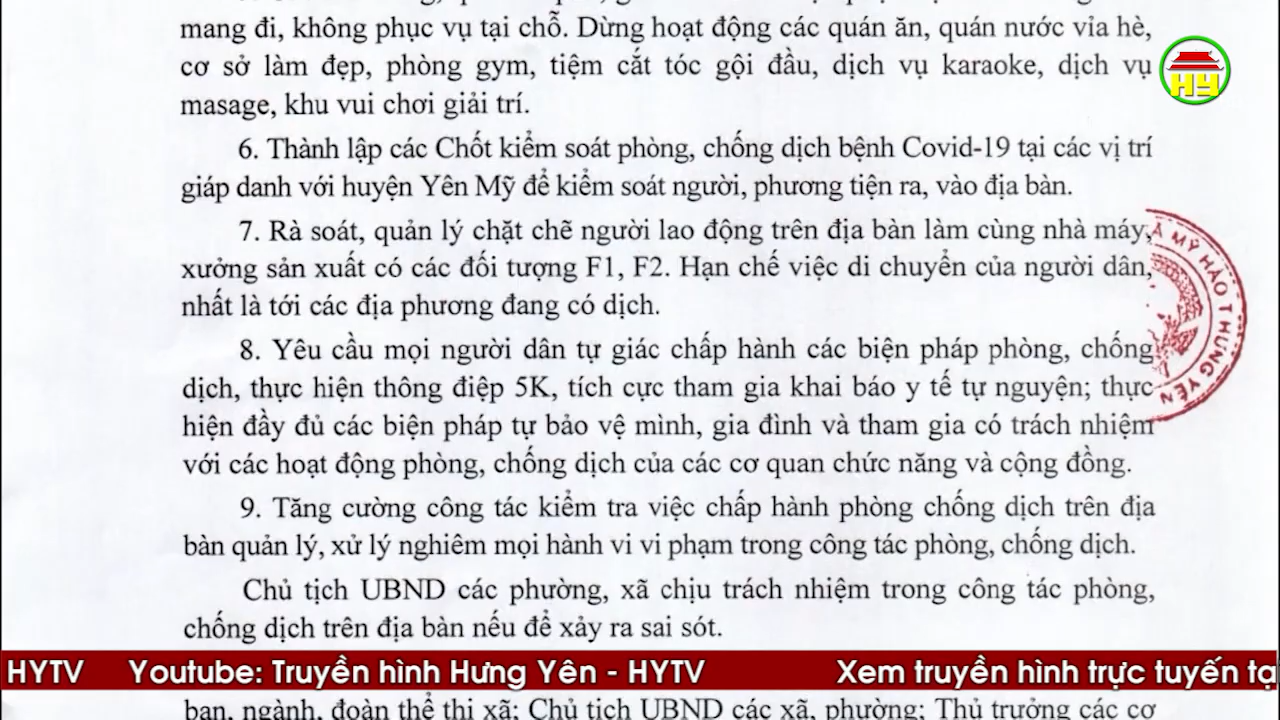 mang đi, không phục vụ tại chỗ. Dừng hoạt động các quán ăn, quán nước vỉa hè,
cơ sở làm đẹp, phòng gym, tiệm cắt tóc gội đầu, dịch vụ karaoke, dịch vụ
masage, khu vui chơi giải trí.
HY
6. Thành lập các Chốt kiểm soát phòng, chống dịch bệnh Covid-19 tại các vị trí
giáp danh với huyện Yên Mỹ để kiểm soát người, phương tiện ra, vào địa bàn.
7. Rà soát, quản lý chặt chẽ người lao động trên địa bàn làm cùng nhà máy,
xưởng sản xuất có các đối tượng F1, F2. Hạn chế việc di chuyển của người dân,
nhất là tới các địa phương đang có dịch.
Ã MỸ HÀO T HƯNG YÊN
8. Yêu cầu mọi người dân tự giác chấp hành các biện pháp phòng, chống
dịch, thực hiện thông điệp 5K, tích cực tham gia khai báo y tế tự nguyện; thực
hiện đầy đủ các biện pháp tự bảo vệ mình, gia đình và tham gia có trách nhiệm
với các hoạt động phòng, chống dịch của các cơ quan chức năng và cộng đồng.
9. Tăng cường công tác kiểm tra việc chấp hành phòng chống dịch trên địa
bàn quản lý, xử lý nghiêm mọi hành vi vi phạm trong công tác phòng, chống dịch.
Chủ tịch UBND các phường, xã chịu trách nhiệm trong công tác phòng,
chống dịch trên địa bàn nếu để xảy ra sai sót.
HYTV Youtube: Truyền hình Hưng Yên - HYTV Xem truyền hình trực tuyến tạ
ban, ngành, đoàn thể thị xã; Chủ tịch UBND các xã, phường; Thủ trưởng các cơ